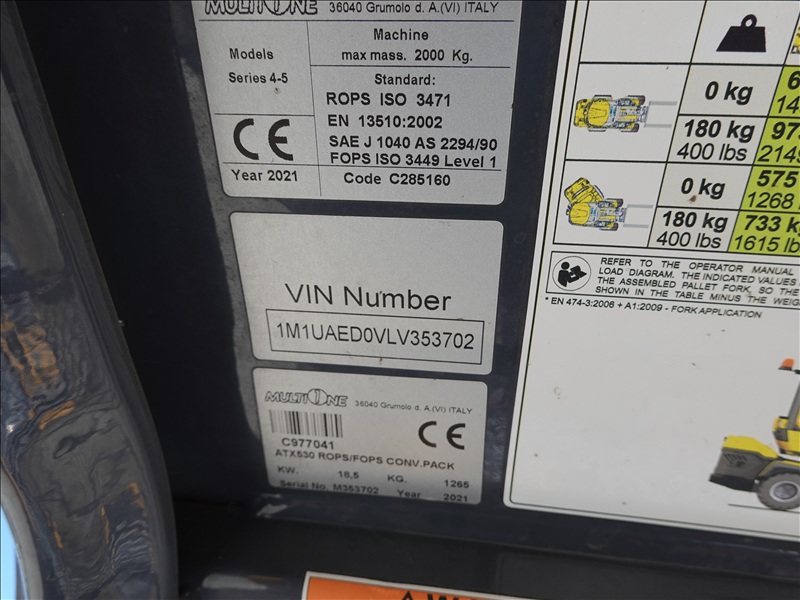 MULTIONE 36040 Grumolo d. A.(VI) ITALY
Models
Series 4-5
Machine
max mass. 2000 Kg.
Standard:
ROPS ISO 3471
EN 13510:2002
SAE J 1040 AS 2294/90
FOPS ISO 3449 Level 1
CE
Year 2021
Code C285160
VIN Number
1M1UAED0VLV353702
MULTIONE 36040 Grumolo d. A.(VI) ITALY
CE
C977041
ATX530 ROPS/FOPS CONV.PACK
KW. 18,5 KG. 1265
Serial No. M353702 Year 2021
0 kg
180 kg
400 lbs
0 kg 575
1268
180 kg 733
400 lbs 1615 lbs
REFER TO THE OPERATOR MANUAL
LOAD DIAGRAM. THE INDICATED VALUES
THE ASSEMBLED PALLET FORK, SO THE
SHOWN IN THE TABLE MINUS THE
* EN 474-3:2006 + A1:2009 - FORK APPLICATION